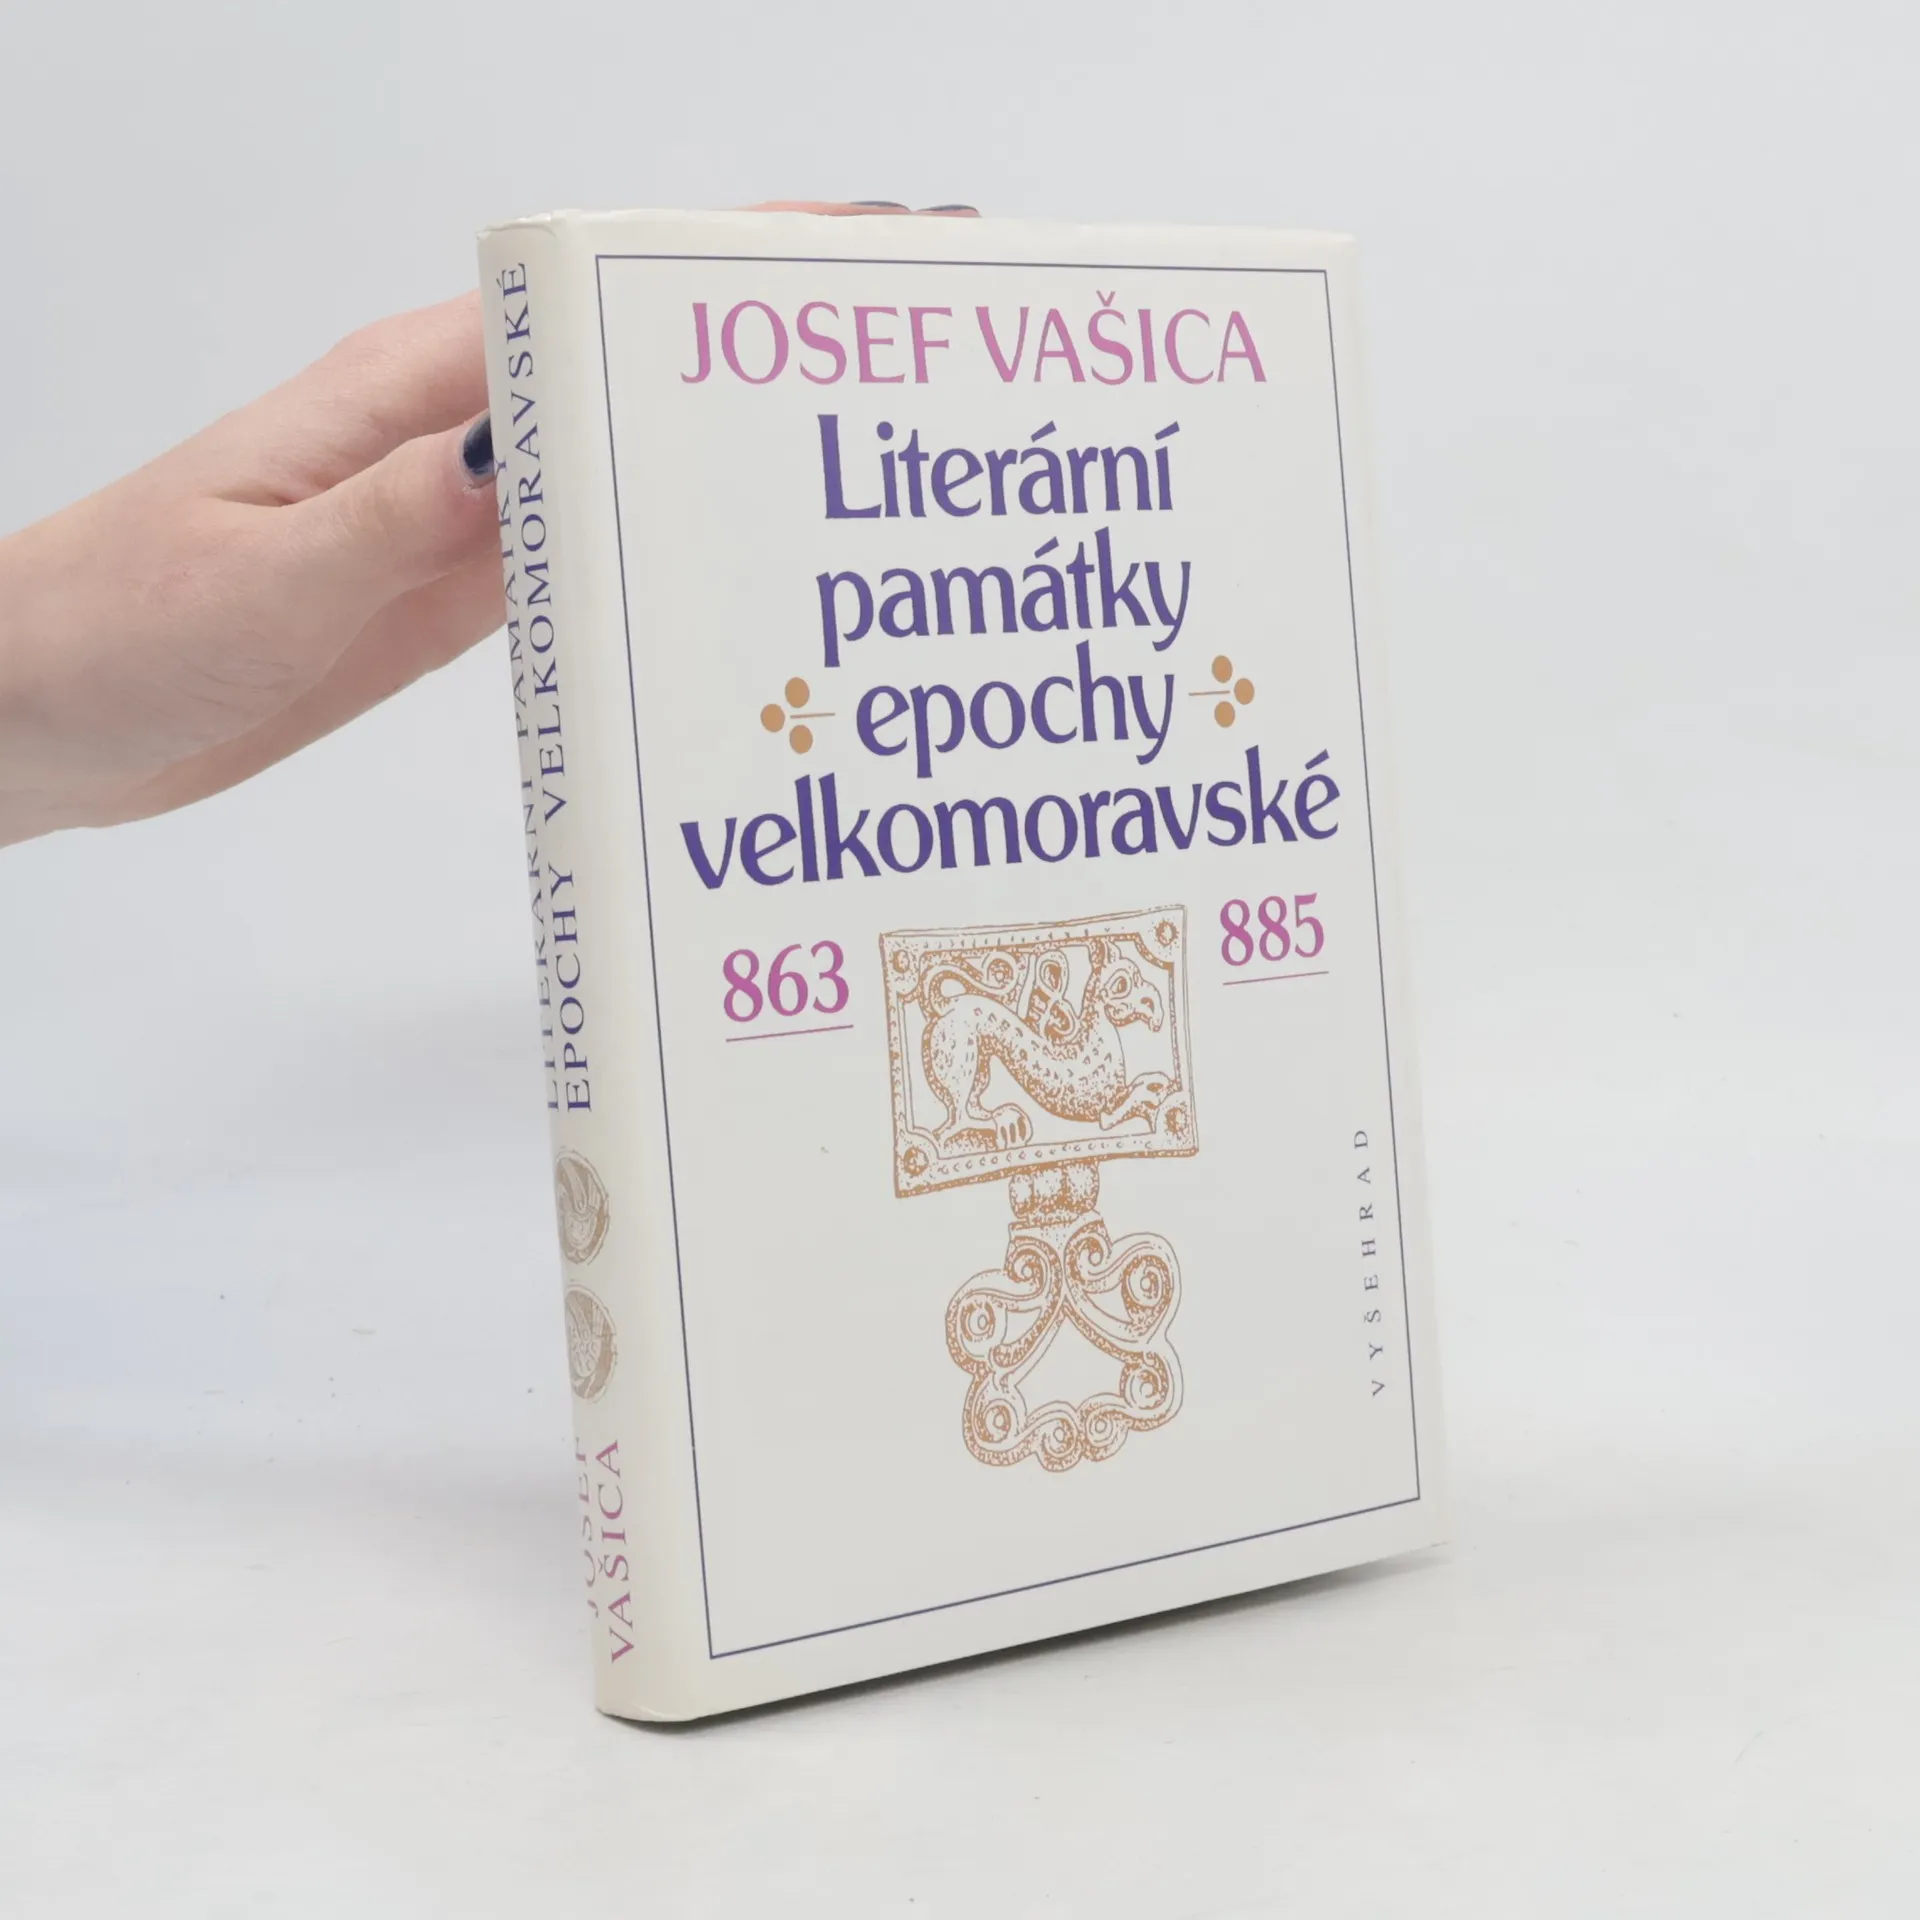 JOSEF VAŠICA
Literární
památky
epochy
velkomoravské
863
885
VYŠEHRAD
LITERÁRNÍ PAMÁTKY
EPOCHY VELKOMORAVSKÉ
JOSEF
VAŠICA